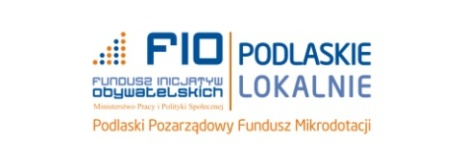 FIO
FUNDUSZ INICJATYW
OBYWATELSKICH
Ministerstwo Pracy i Polityki Społecznej
PODLASKIE
LOKALNIE
Podlaski Pozarządowy Fundusz Mikrodotacji